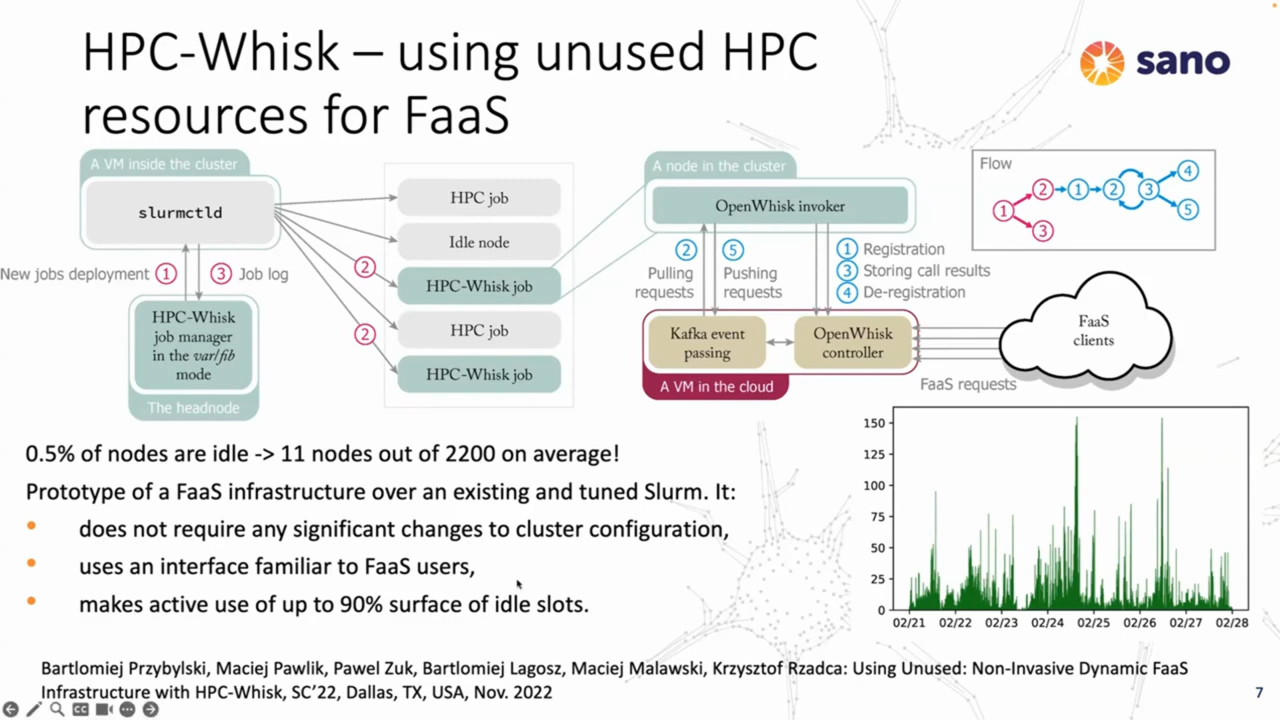 HPC-Whisk – using unused HPC
resources for FaaS
sano
A VM inside the cluster
slurmctld
New jobs deployment 1
3 Job log
HPC-Whisk
job manager
in the var/fib
mode
The headnode
2
2
HPC job
Idle node
HPC-Whisk job
HPC job
HPC-Whisk job
A node in the cluster
OpenWhisk invoker
2
Pulling
requests
5
Pushing
requests
1 Registration
3 Storing call results
4 De-registration
Kafka event
passing
OpenWhisk
controller
A VM in the cloud
FaaS
clients
FaaS requests
Flow
1
2
3
1
2
3
4
5
0.5% of nodes are idle -> 11 nodes out of 2200 on average!
Prototype of a FaaS infrastructure over an existing and tuned Slurm. It:
• does not require any significant changes to cluster configuration,
• uses an interface familiar to FaaS users,
• makes active use of up to 90% surface of idle slots.
150
125
100
75
50
25
0
02/21 02/22 02/23 02/24 02/25 02/26 02/27 02/28
Bartlomiej Przybylski, Maciej Pawlik, Pawel Zuk, Bartlomiej Lagosz, Maciej Malawski, Krzysztof Rzadca: Using Unused: Non-Invasive Dynamic FaaS
Infrastructure with HPC-Whisk, SC'22, Dallas, TX, USA, Nov. 2022
CC
7